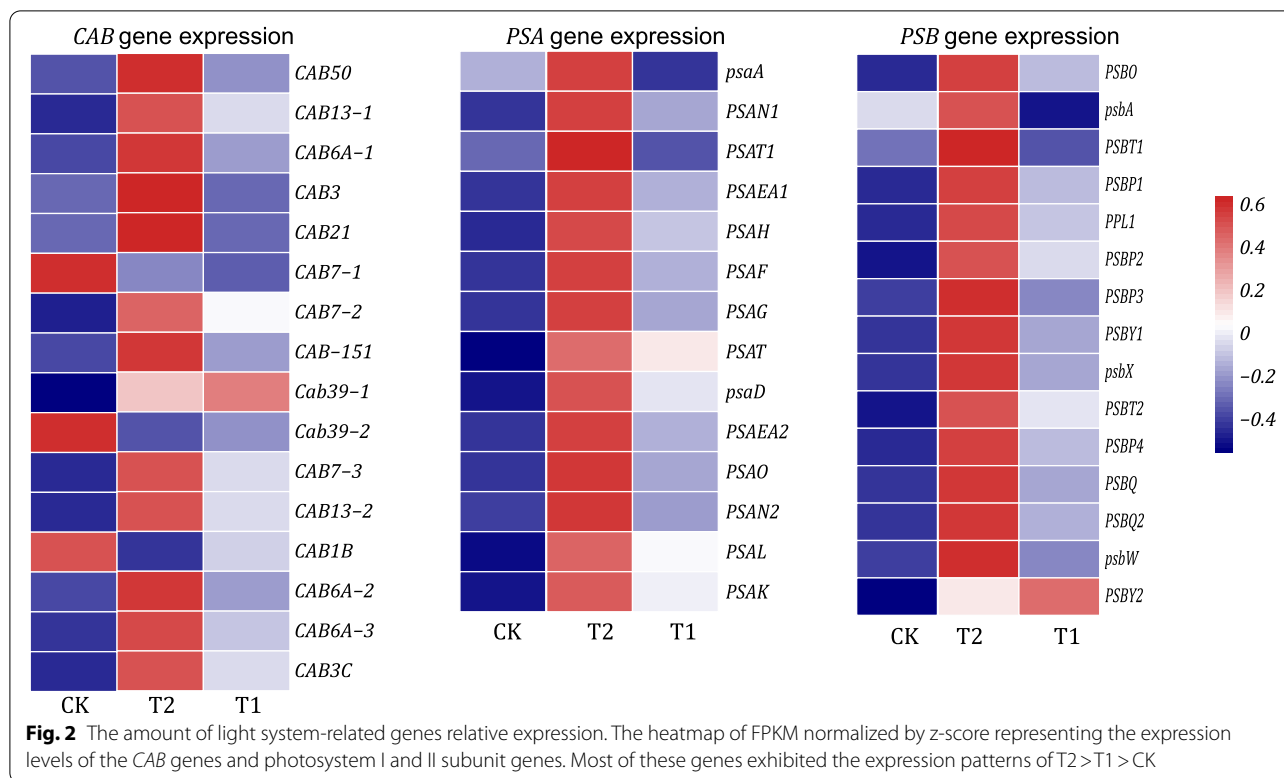 CAB gene expression
CAB50
CAB13-1
CAB6A-1
CAB3
CAB21
CAB7-1
CAB7-2
CAB-151
Cab39-1
Cab39-2
CAB7-3
CAB13-2
CAB1B
CAB6A-2
CAB6A-3
CAB3C
CK T2 T1
PSA gene expression
psaA
PSAN1
PSAT1
PSAEA1
PSAH
PSAF
PSAG
PSAT
psaD
PSAEA2
PSAO
PSAN2
PSAL
PSAK
CK T2 T1
PSB gene expression
PSBO
psbA
PSBT1
PSBP1
PPL1
PSBP2
PSBP3
PSBY1
psbX
PSBT2
PSBP4
PSBQ
PSBQ2
psbW
PSBY2
CK T2 T1
0.6
0.4
0.2
0
-0.2
-0.4
Fig. 2 The amount of light system-related genes relative expression. The heatmap of FPKM normalized by z-score representing the expression
levels of the CAB genes and photosystem I and II subunit genes. Most of these genes exhibited the expression patterns of T2 > T1 > CK